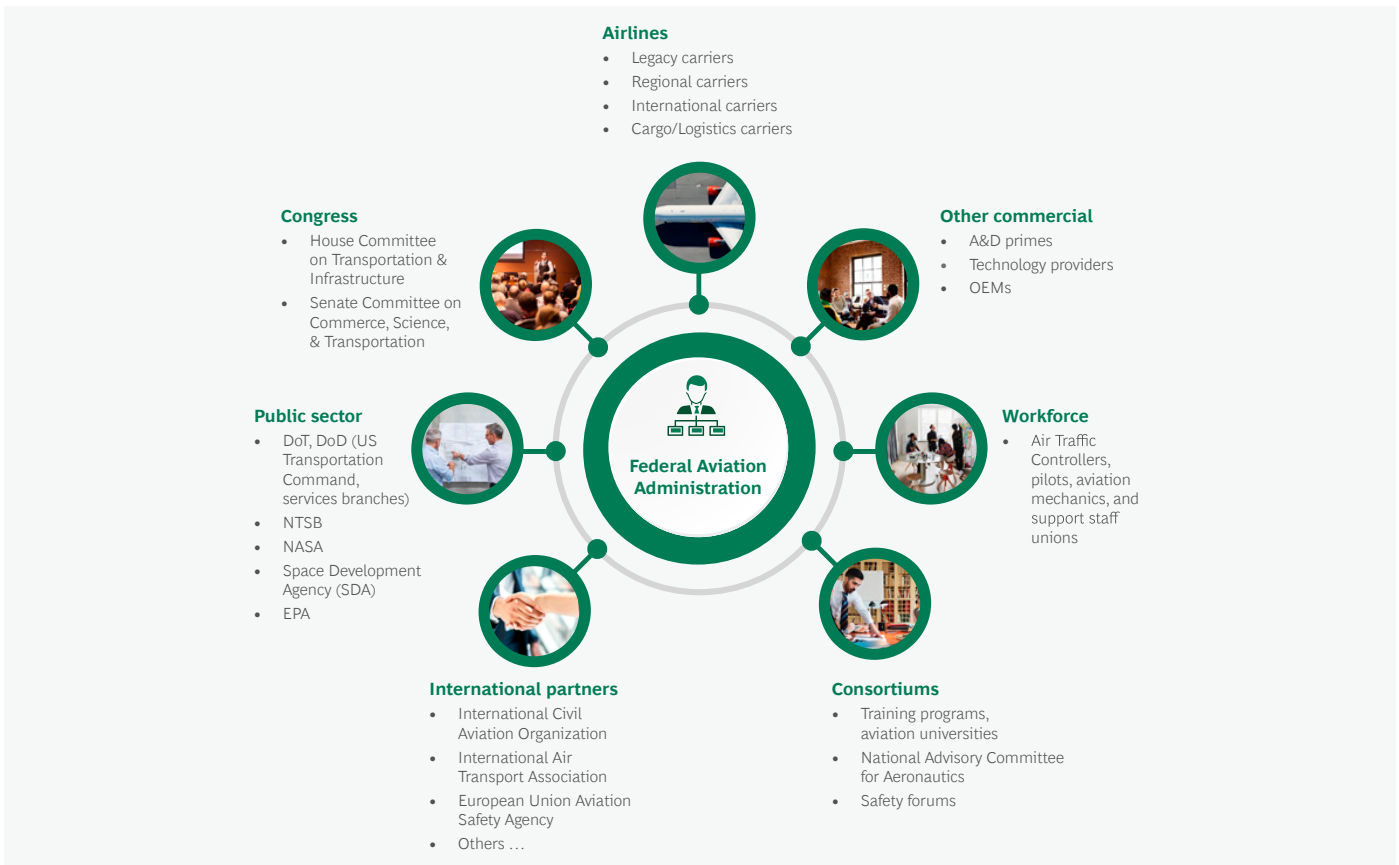 Airlines
• Legacy carriers
• Regional carriers
• International carriers
• Cargo/Logistics carriers
Congress
• House Committee
on Transportation &
Infrastructure
• Senate Committee on
Commerce, Science,
& Transportation
Other commercial
• A&D primes
• Technology providers
• OEMs
Public sector
• DoT, DoD (US
Transportation
Command,
services branches)
• NTSB
• NASA
• Space Development
Agency (SDA)
• EPA
Federal Aviation
Administration
Workforce
• Air Traffic
Controllers,
pilots, aviation
mechanics, and
support staff
unions
International partners
• International Civil
Aviation Organization
• International Air
Transport Association
• European Union Aviation
Safety Agency
• Others …
Consortiums
• Training programs,
aviation universities
• National Advisory Committee
for Aeronautics
• Safety forums